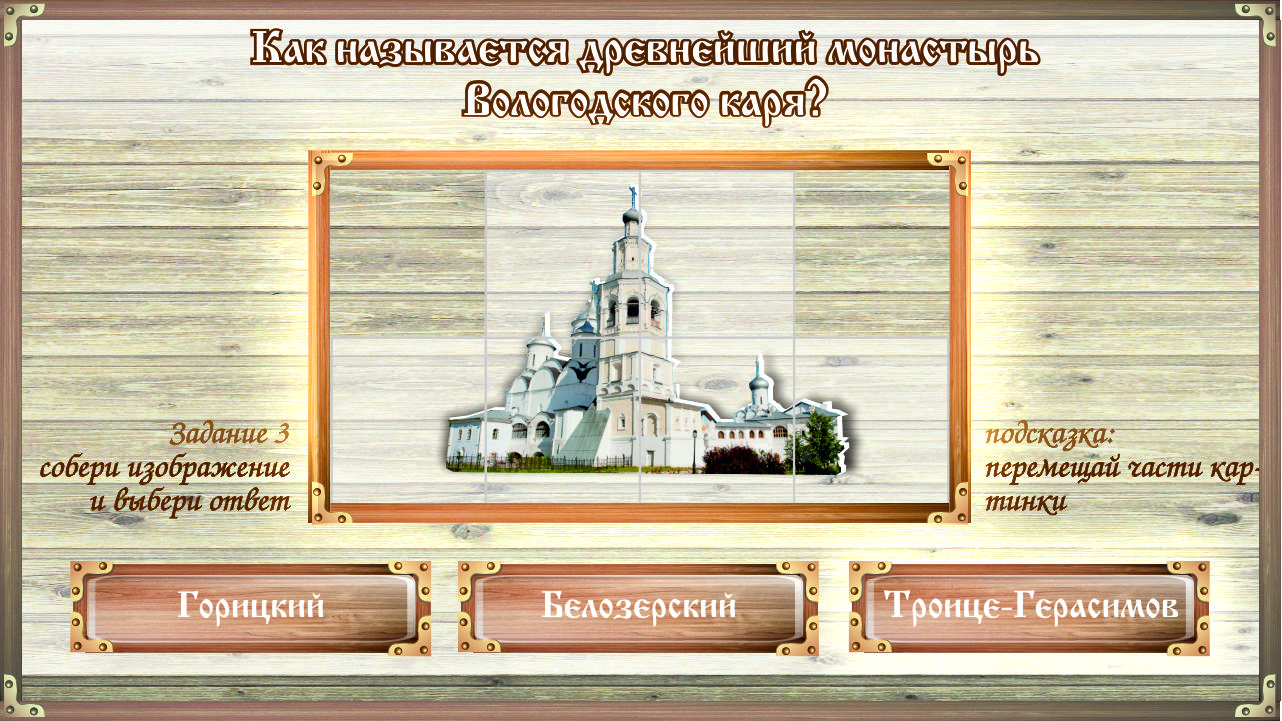 Как называется древнейший монастырь
Вологодского каря?
Задание 3
собери изображение
и выбери ответ
подсказка:
перемещай части кар-
тинки
Горицкий
Белозерский
Троице-Герасимов